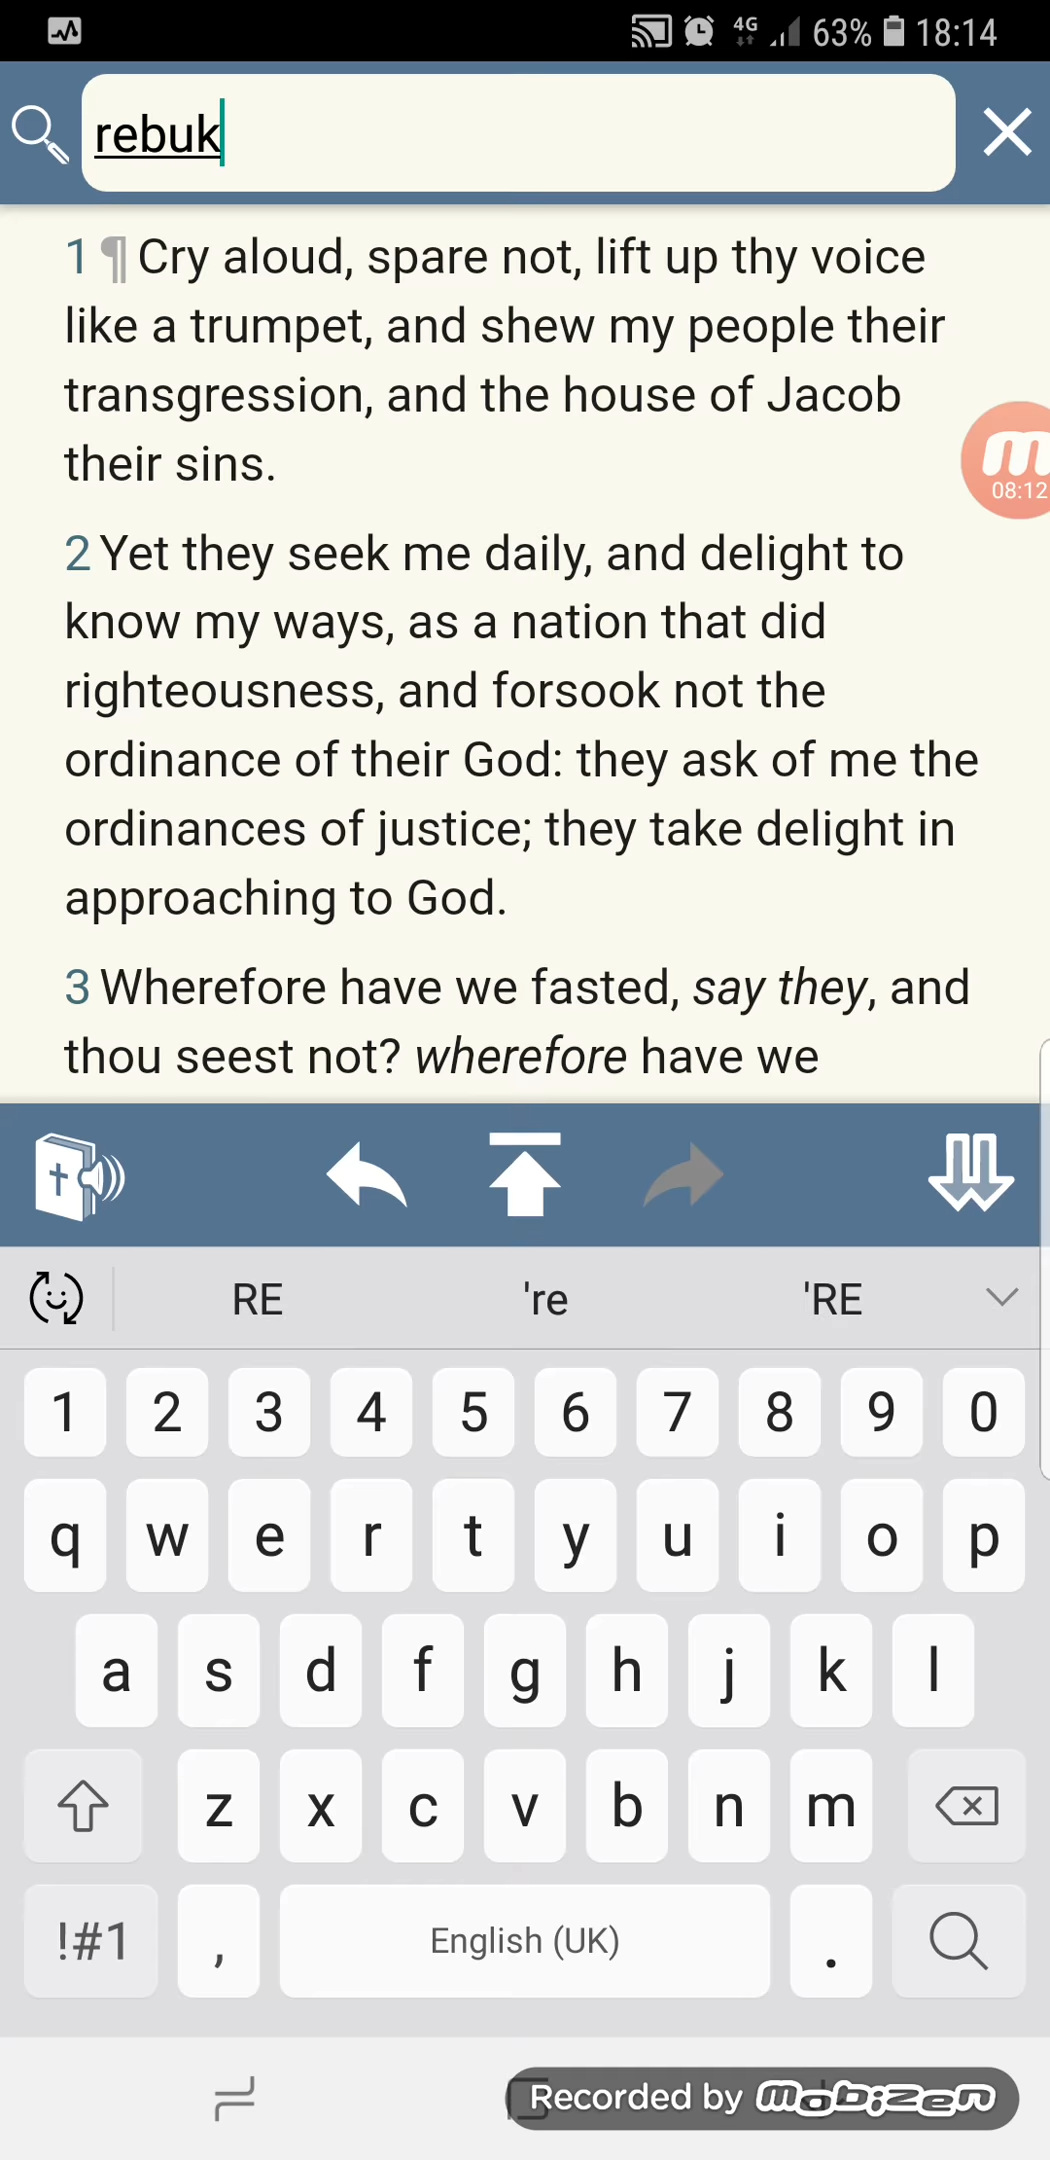 4G 63% 18:14
rebuk
1 ¶ Cry aloud, spare not, lift up thy voice
like a trumpet, and shew my people their
transgression, and the house of Jacob
their sins.
08:12
2 Yet they seek me daily, and delight to
know my ways, as a nation that did
righteousness, and forsook not the
ordinance of their God: they ask of me the
ordinances of justice; they take delight in
approaching to God.
3 Wherefore have we fasted, say they, and
thou seest not? wherefore have we
RE 're 'RE
1 2 3 4 5 6 7 8 9 0
q w e r t y u i o p
a s d f g h j k l
z x c v b n m
!#1 , English (UK) .
Recorded by mobizen